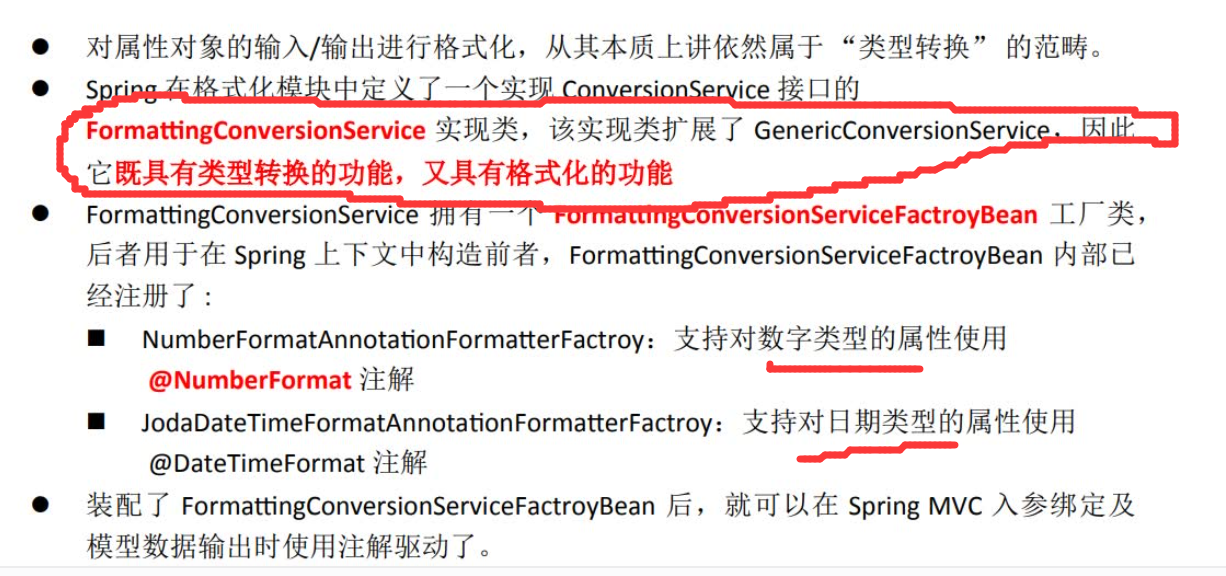 ● 对属性对象的输入/输出进行格式化，从其本质上讲依然属于 “类型转换” 的范畴。
● Spring 在格式化模块中定义了一个实现 ConversionService 接口的
FormattingConversionService 实现类，该实现类扩展了 GenericConversionService，因此
它既具有类型转换的功能，又具有格式化的功能
● FormattingConversionService 拥有一个 FormattingConversionServiceFactroyBean 工厂类，
后者用于在 Spring 上下文中构造前者，FormattingConversionServiceFactroyBean 内部已
经注册了：
■ NumberFormatAnnotationFormatterFactroy：支持对数字类型的属性使用
@NumberFormat 注解
■ JodaDateTimeFormatAnnotationFormatterFactroy：支持对日期类型的属性使用
@DateTimeFormat 注解
● 装配了 FormattingConversionServiceFactroyBean 后，就可以在 Spring MVC 入参绑定及
模型数据输出时使用注解驱动了。